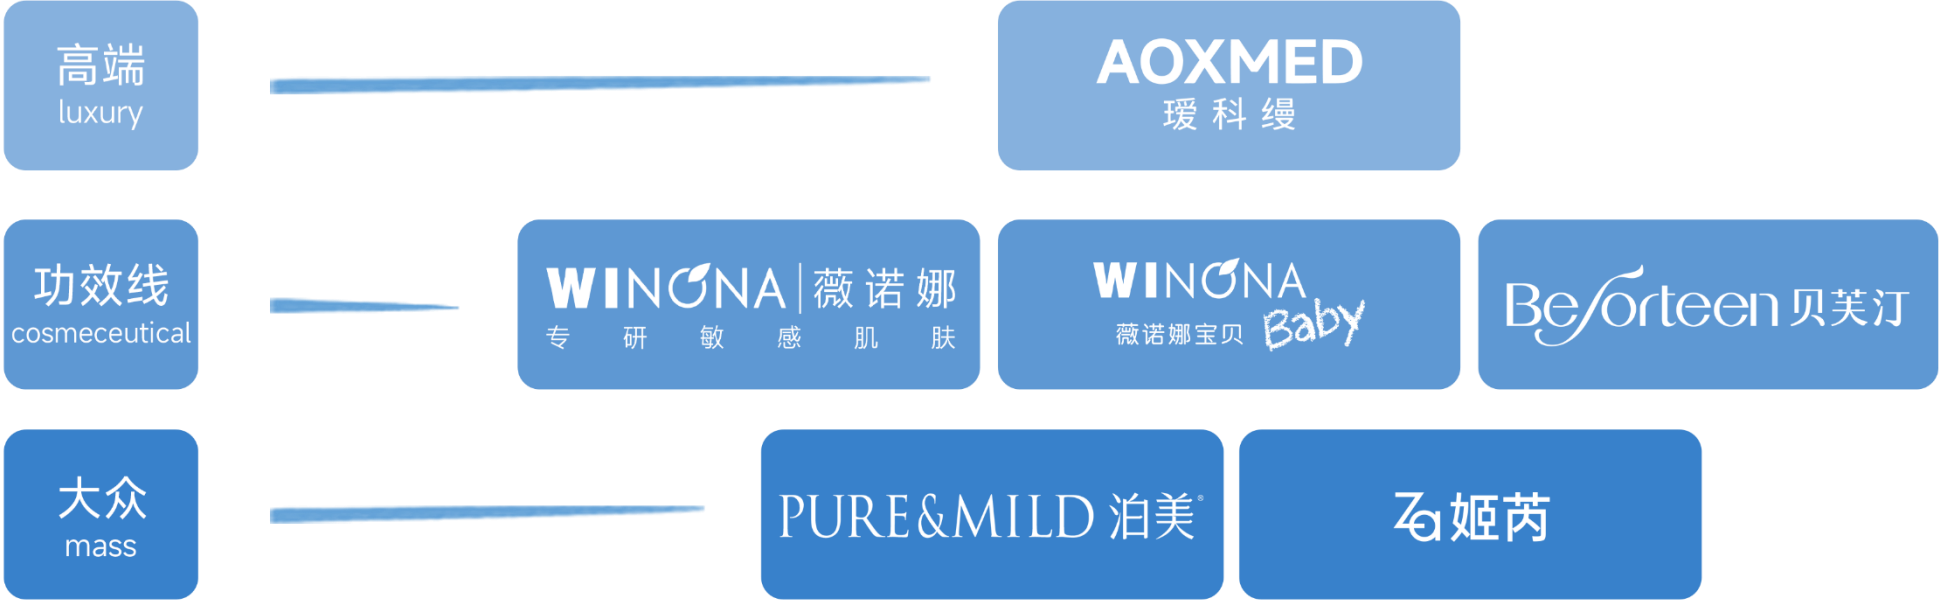 高端
luxury
AOXMED
瑷科缦
功效线
cosmeceutical
WINONA 薇诺娜
专研敏感肌肤
WINONA
薇诺娜宝贝 Baby
Beforteen 贝芙汀
大众
mass
PURE&MILD 泊美®
Za 姬芮